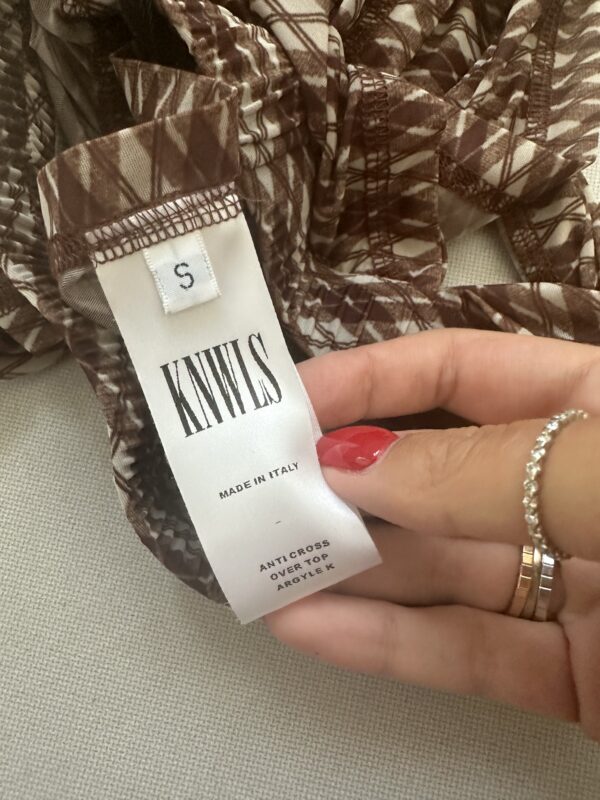 S
KNWLS
MADE IN ITALY
-
ANTI CROSS
OVER TOP
ARGYLE K